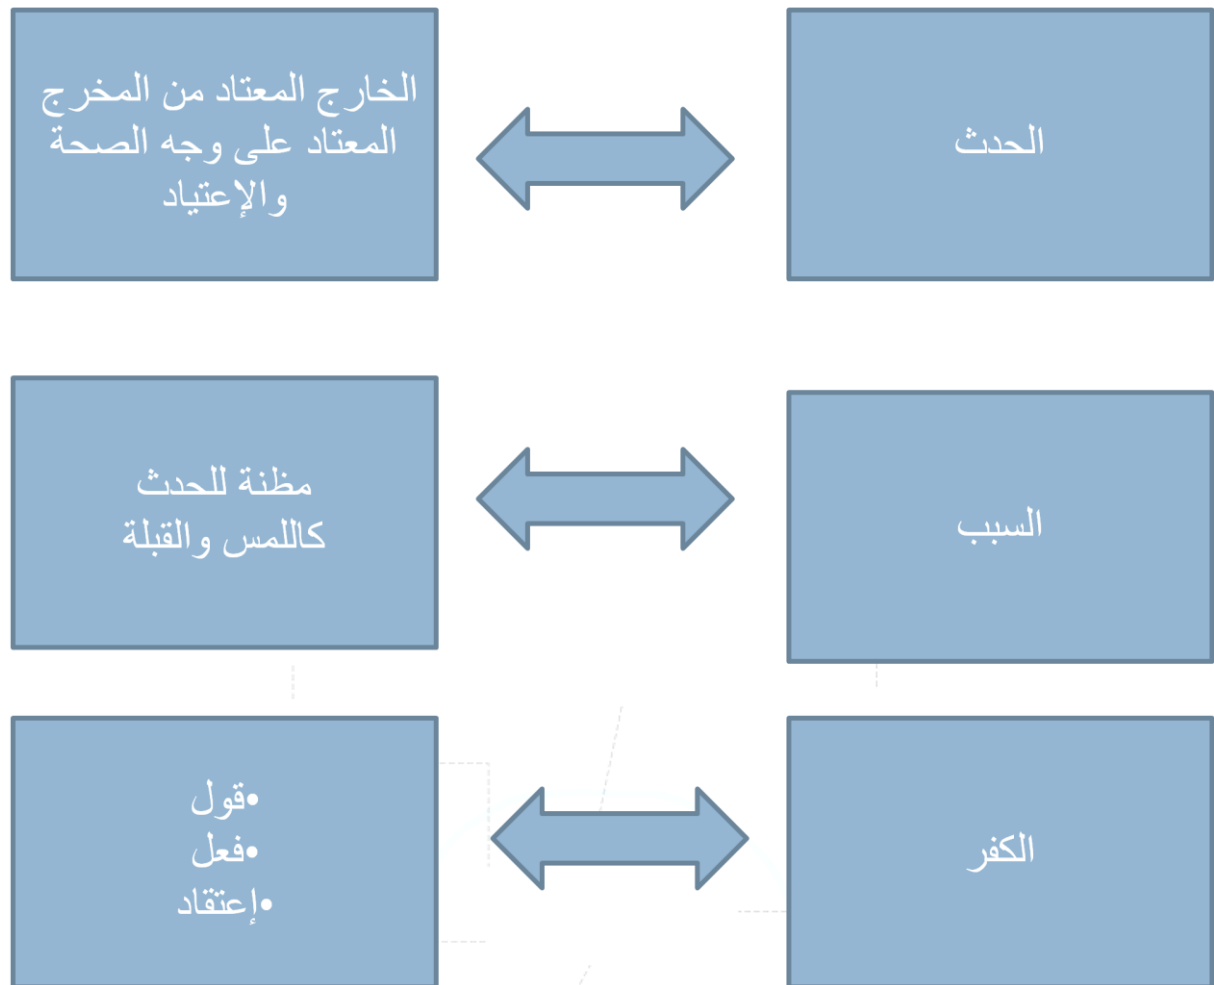 الحدث
الخارج المعتاد من المخرج
المعتاد على وجه الصحة
والإعتياد
السبب
مظنة للحدث
كاللمس والقبلة
الكفر
•قول
•فعل
•إعتقاد